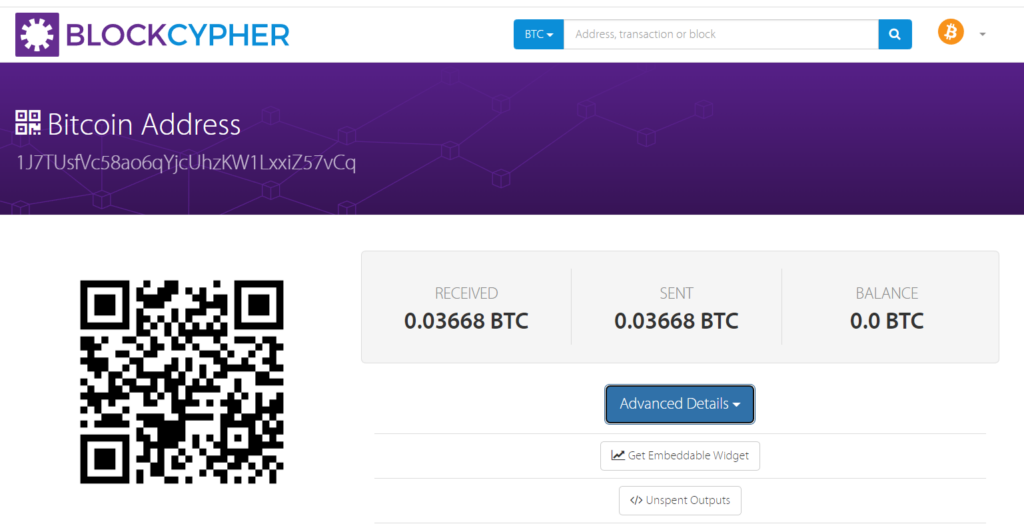 BLOCKCYPHER
BTC
Address, transaction or block
Bitcoin Address
1J7TUsfVc58ao6qYjcUhzKW1LxxiZ57vCq
RECEIVED
0.03668 BTC
SENT
0.03668 BTC
BALANCE
0.0 BTC
Advanced Details
Get Embeddable Widget
</> Unspent Outputs